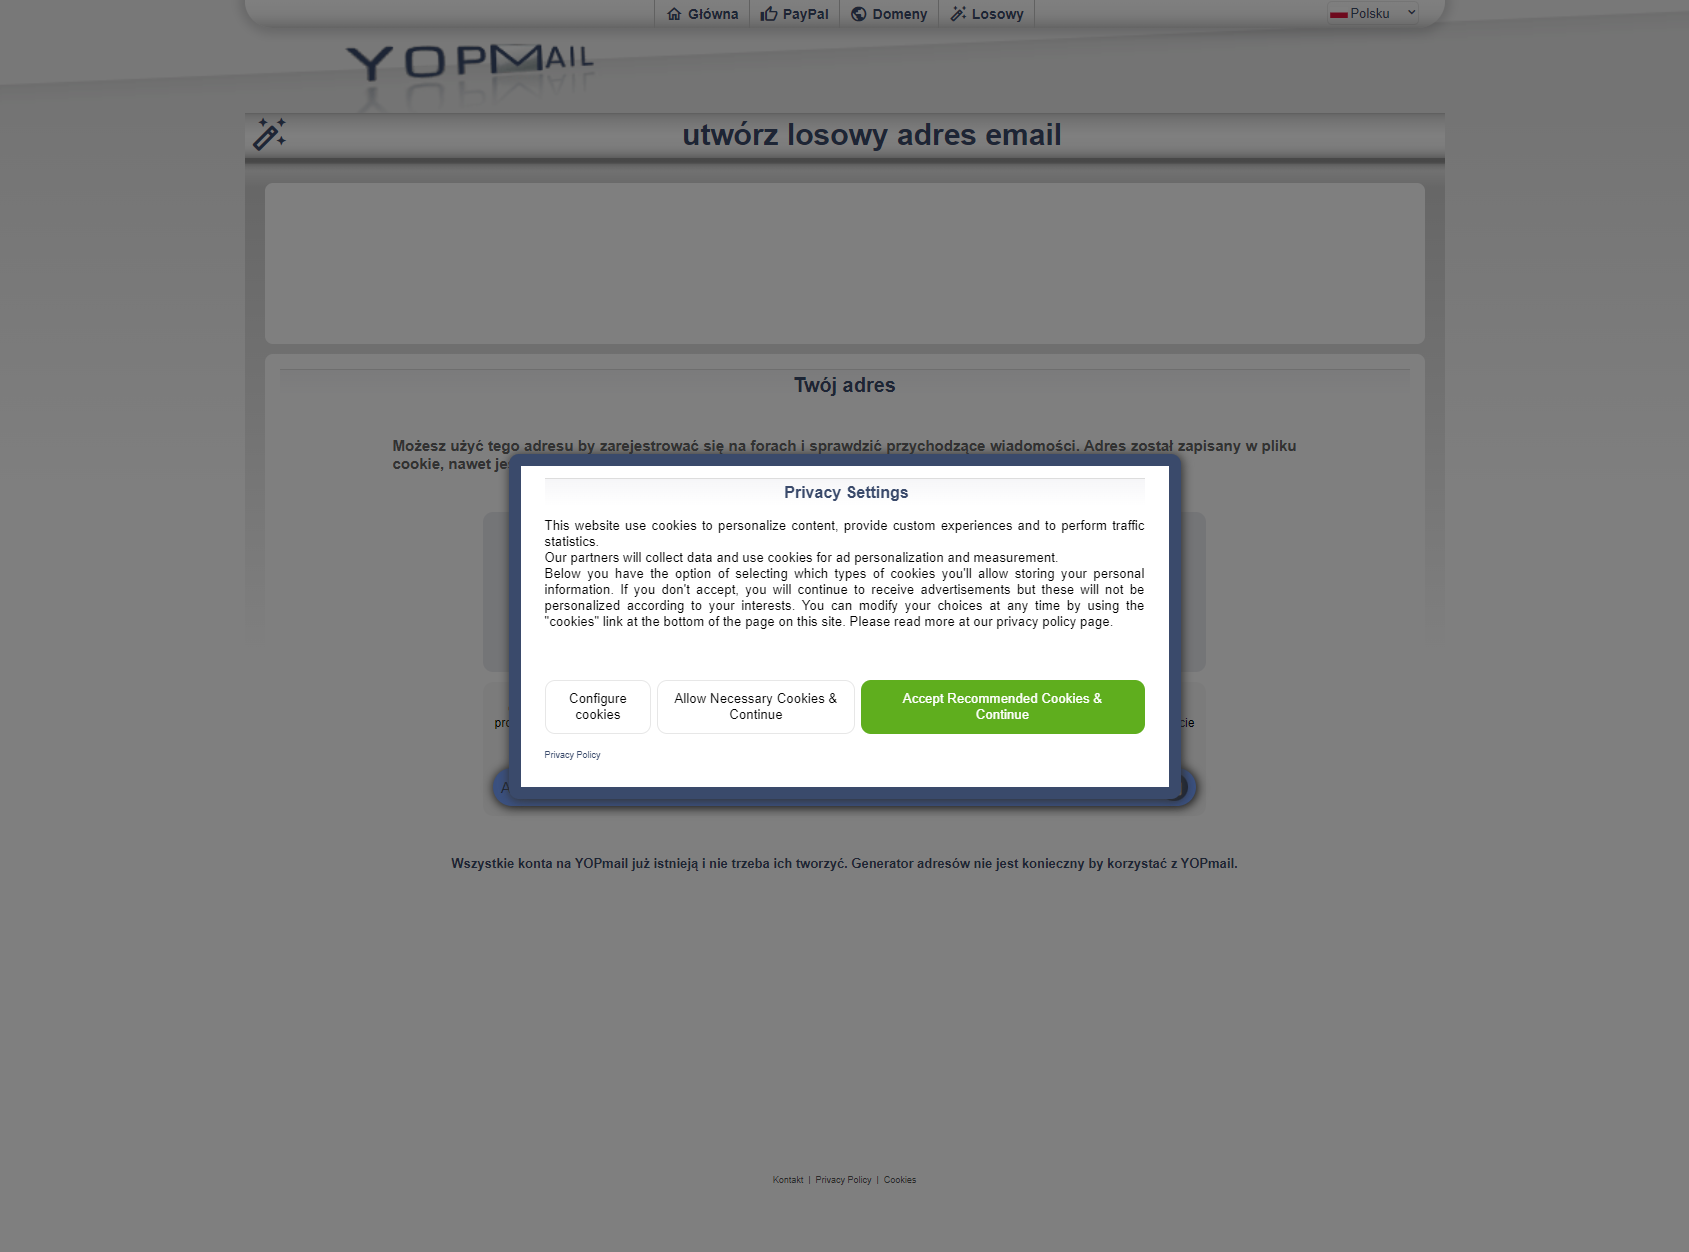 Główna
PayPal
Domeny
Losowy
Polsku
YOPMAIL
utwórz losowy adres email
Twój adres
Możesz użyć tego adresu by zarejestrować się na forach i sprawdzić przychodzące wiadomości. Adres został zapisany w pliku
cookie, nawet
Privacy Settings
This website use cookies to personalize content, provide custom experiences and to perform traffic
statistics.
Our partners will collect data and use cookies for ad personalization and measurement.
Below you have the option of selecting which types of cookies you'll allow storing your personal
information. If you don't accept, you will continue to receive advertisements but these will not be
personalized according to your interests. You can modify your choices at any time by using the
"cookies" link at the bottom of the page on this site. Please read more at our privacy policy page.
Configure
cookies
Allow Necessary Cookies &
Continue
Accept Recommended Cookies &
Continue
Privacy Policy
Wszystkie konta na YOPmail już istnieją i nie trzeba ich tworzyć. Generator adresów nie jest konieczny by korzystać z YOPmail.
Kontakt | Privacy Policy | Cookies